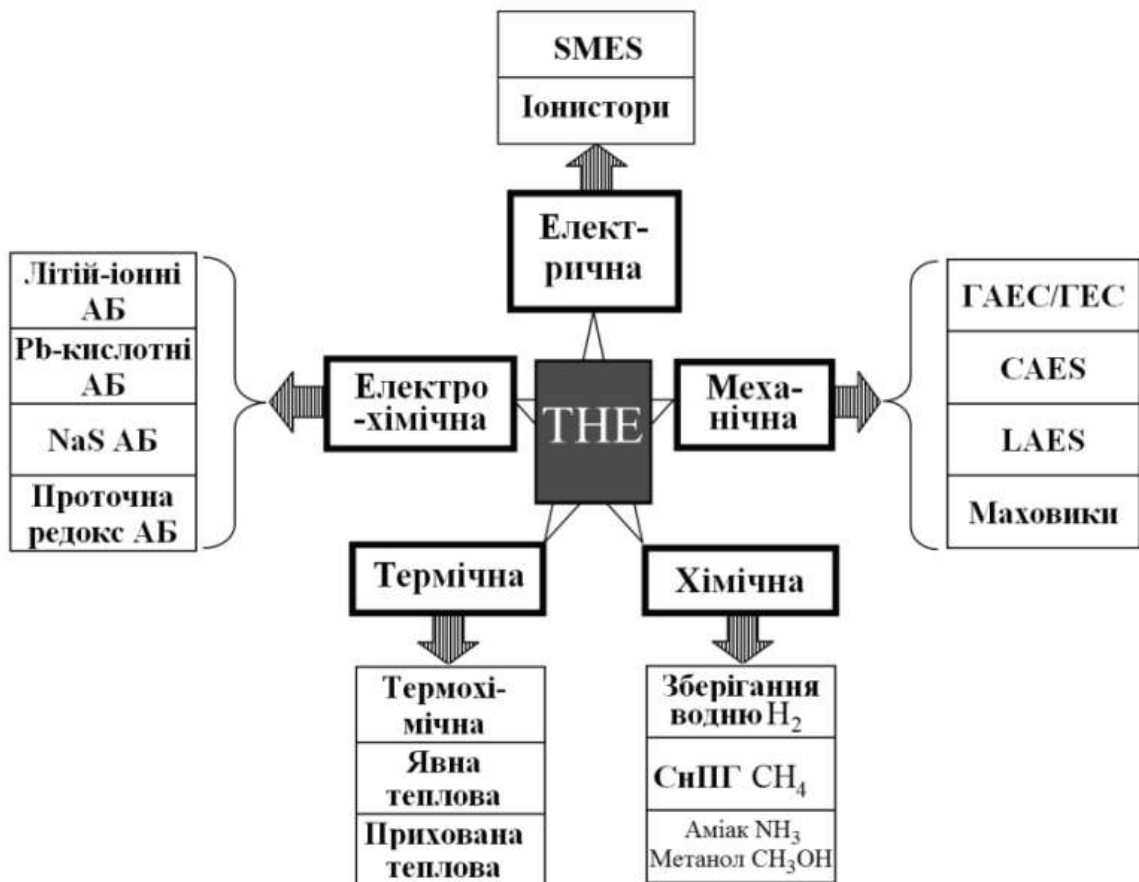 SMES
Іонистори
Елект-
рична
Літій-іонні
АБ
Pb-кислотні
АБ
NaS АБ
Проточна
редокс АБ
Електро
-хімічна
ТНЕ
Меха-
нічна
ГАЕС/ГЕС
CAES
LAES
Маховики
Термічна
Хімічна
Термохі-
мічна
Явна
теплова
Прихована
теплова
Зберігання
водню H₂
СнПГ CH₄
Аміак NH₃
Метанол CH₃OH